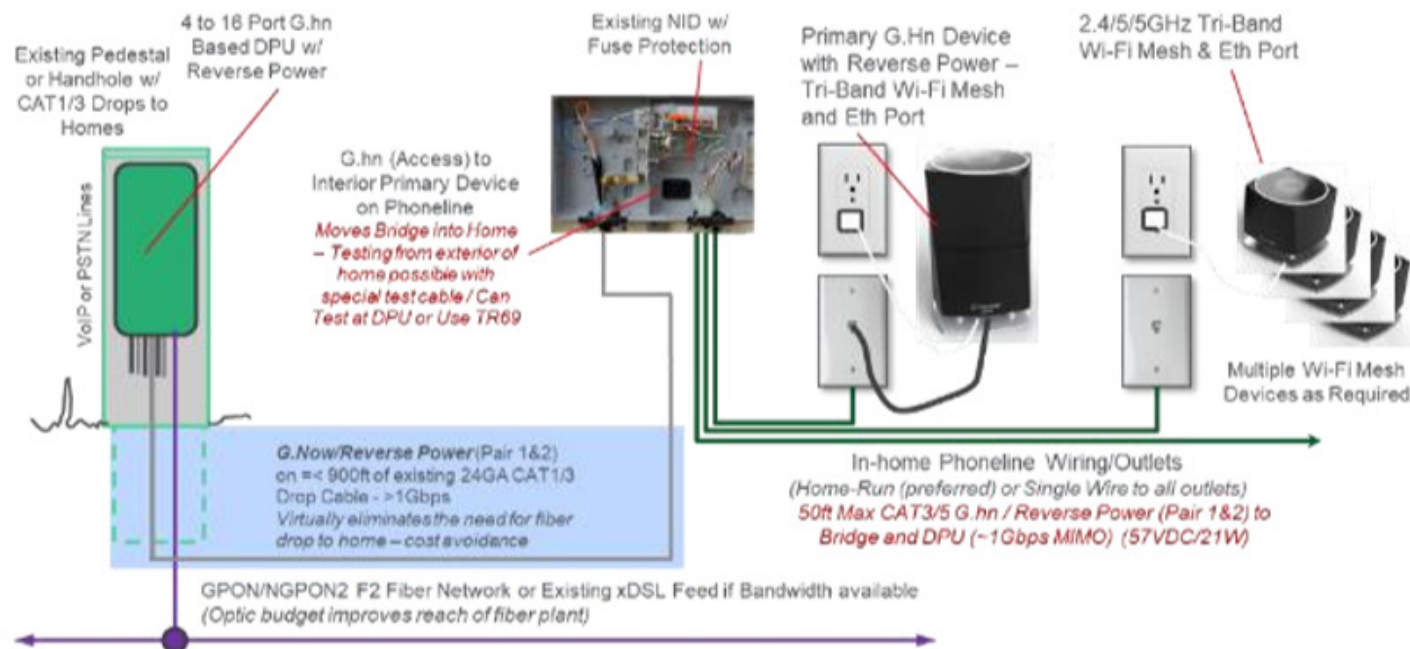 4 to 16 Port G.hn
Based DPU w/
Reverse Power
Existing Pedestal
or Handhole w/
CAT1/3 Drops to
Homes
VoIP or PSTN Lines
Existing NID w/
Fuse Protection
G.hn (Access) to
Interior Primary Device
on Phoneline
Moves Bridge into Home
– Testing from exterior of
home possible with
special test cable / Can
Test at DPU or Use TR69
Primary G.Hn Device
with Reverse Power –
Tri-Band Wi-Fi Mesh
and Eth Port
2.4/5/5GHz Tri-Band
Wi-Fi Mesh & Eth Port
Multiple Wi-Fi Mesh
Devices as Required
G.Now/Reverse Power (Pair 1&2)
on =< 900ft of existing 24GA CAT1/3
Drop Cable - >1Gbps
Virtually eliminates the need for fiber
drop to home – cost avoidance
In-home Phoneline Wiring/Outlets
(Home-Run (preferred) or Single Wire to all outlets)
50ft Max CAT3/5 G.hn / Reverse Power (Pair 1&2) to
Bridge and DPU (~1Gbps MIMO) (57VDC/21W)
GPON/NGPON2 F2 Fiber Network or Existing xDSL Feed if Bandwidth available
(Optic budget improves reach of fiber plant)